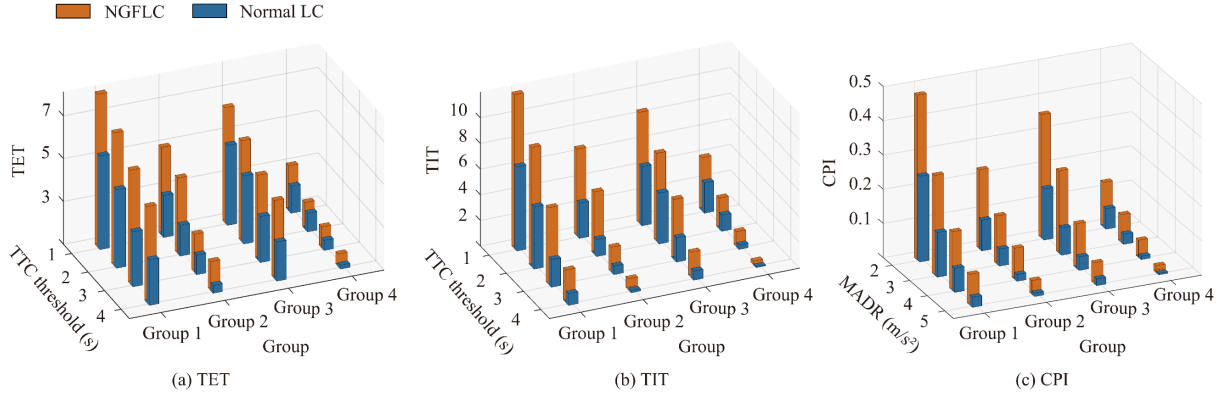 NGFLC Normal LC
7
5
3
TET
1
2
3
4
TTC threshold (s)
Group 1
Group 2
Group 3
Group 4
Group
(a) TET
10
8
6
4
2
TIT
1
2
3
4
TTC threshold (s)
Group 1
Group 2
Group 3
Group 4
Group
(b) TIT
0.5
0.4
0.3
0.2
0.1
CPI
2
3
4
5
MADR (m/s²)
Group 1
Group 2
Group 3
Group 4
Group
(c) CPI